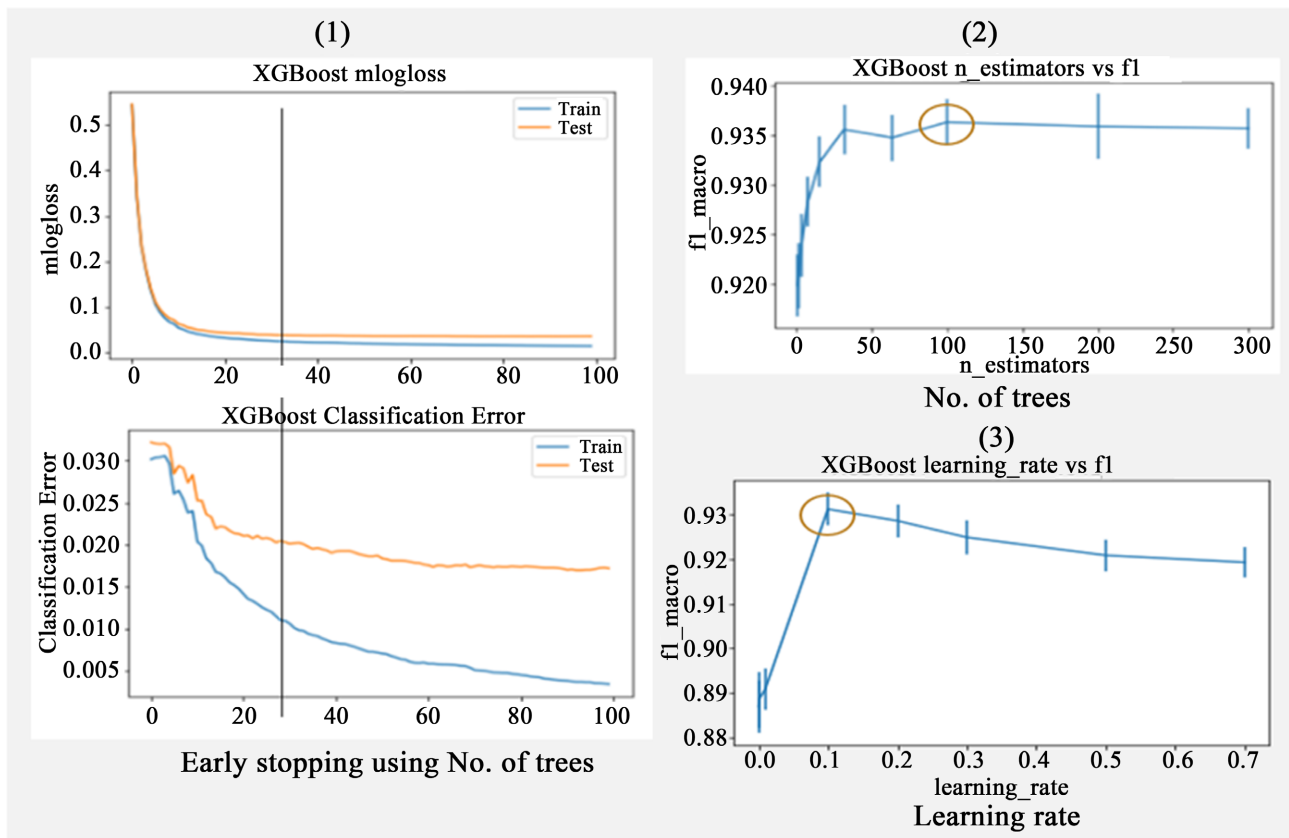 (1)
XGBoost mlogloss
Train
Test
0.5
0.4
0.3
0.2
0.1
0.0
mlogloss
0 20 40 60 80 100
XGBoost Classification Error
Train
Test
0.030
0.025
0.020
0.015
0.010
0.005
Classification Error
0 20 40 60 80 100
Early stopping using No. of trees
(2)
XGBoost n_estimators vs f1
0.940
0.935
0.930
0.925
0.920
f1_macro
0 50 100 150 200 250 300
n_estimators
No. of trees
(3)
XGBoost learning_rate vs f1
0.93
0.92
0.91
0.90
0.89
0.88
f1_macro
0.0 0.1 0.2 0.3 0.4 0.5 0.6 0.7
learning_rate
Learning rate